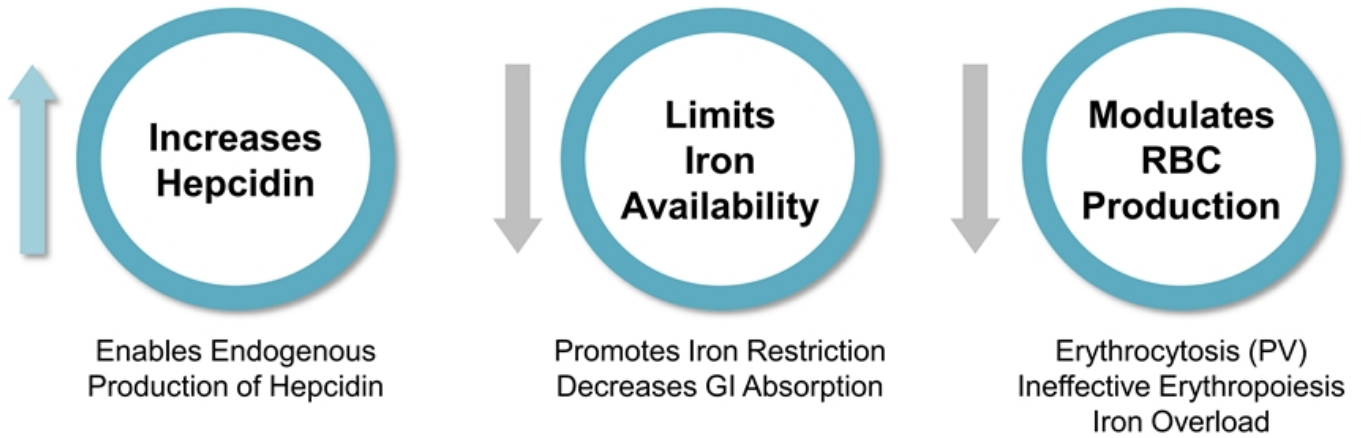 Increases
Hepcidin
Enables Endogenous
Production of Hepcidin
Limits
Iron
Availability
Promotes Iron Restriction
Decreases GI Absorption
Modulates
RBC
Production
Erythrocytosis (PV)
Ineffective Erythropoiesis
Iron Overload